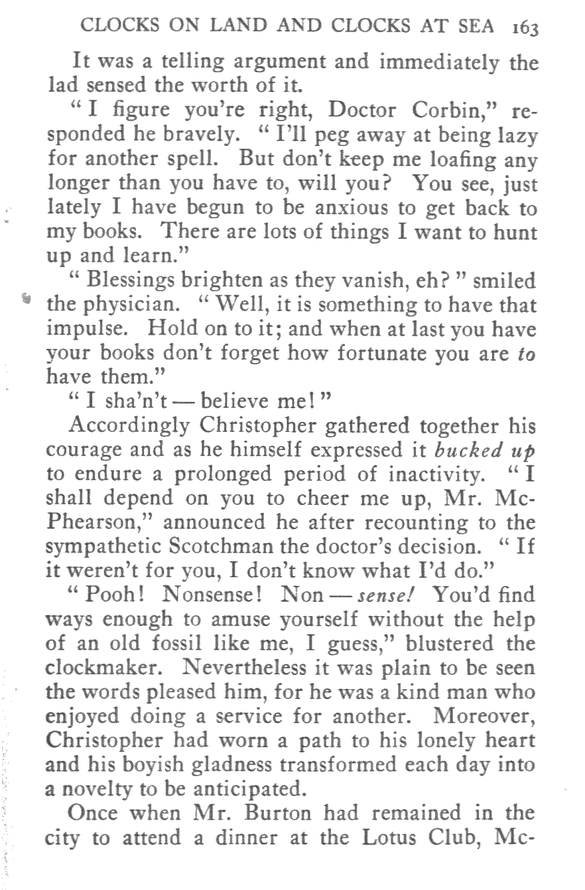 CLOCKS ON LAND AND CLOCKS AT SEA 163
It was a telling argument and immediately the
lad sensed the worth of it.
“ I figure you're right, Doctor Corbin,” re-
sponded he bravely. “ I'll peg away at being lazy
for another spell. But don't keep me loafing any
longer than you have to, will you? You see, just
lately I have begun to be anxious to get back to
my books. There are lots of things I want to hunt
up and learn.”
“ Blessings brighten as they vanish, eh? ” smiled
the physician. “ Well, it is something to have that
impulse. Hold on to it; and when at last you have
your books don't forget how fortunate you are to
have them.”
“ I sha'n't — believe me! ”
Accordingly Christopher gathered together his
courage and as he himself expressed it bucked up
to endure a prolonged period of inactivity. “ I
shall depend on you to cheer me up, Mr. Mc-
Phearson,” announced he after recounting to the
sympathetic Scotchman the doctor's decision. “ If
it weren't for you, I don't know what I'd do.”
“ Pooh! Nonsense! Non — sense! You'd find
ways enough to amuse yourself without the help
of an old fossil like me, I guess,” blustered the
clockmaker. Nevertheless it was plain to be seen
the words pleased him, for he was a kind man who
enjoyed doing a service for another. Moreover,
Christopher had worn a path to his lonely heart
and his boyish gladness transformed each day into
a novelty to be anticipated.
Once when Mr. Burton had remained in the
city to attend a dinner at the Lotus Club, Mc-